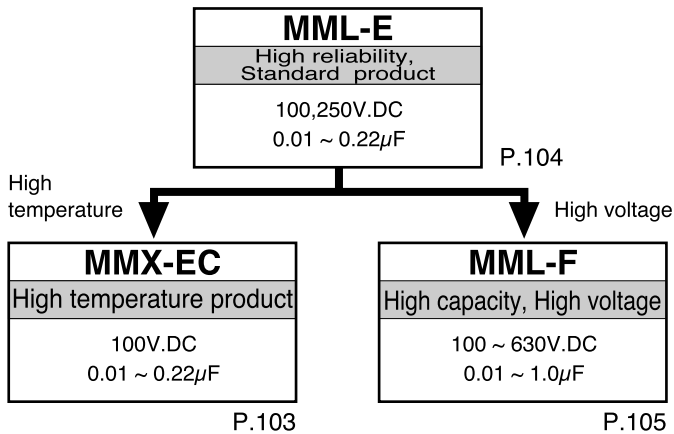 MML-E
High reliability,
Standard product
100,250V.DC
0.01 ~ 0.22µF
P.104
High
temperature
High voltage
MMX-EC
High temperature product
100V.DC
0.01 ~ 0.22µF
P.103
MML-F
High capacity, High voltage
100 ~ 630V.DC
0.01 ~ 1.0µF
P.105